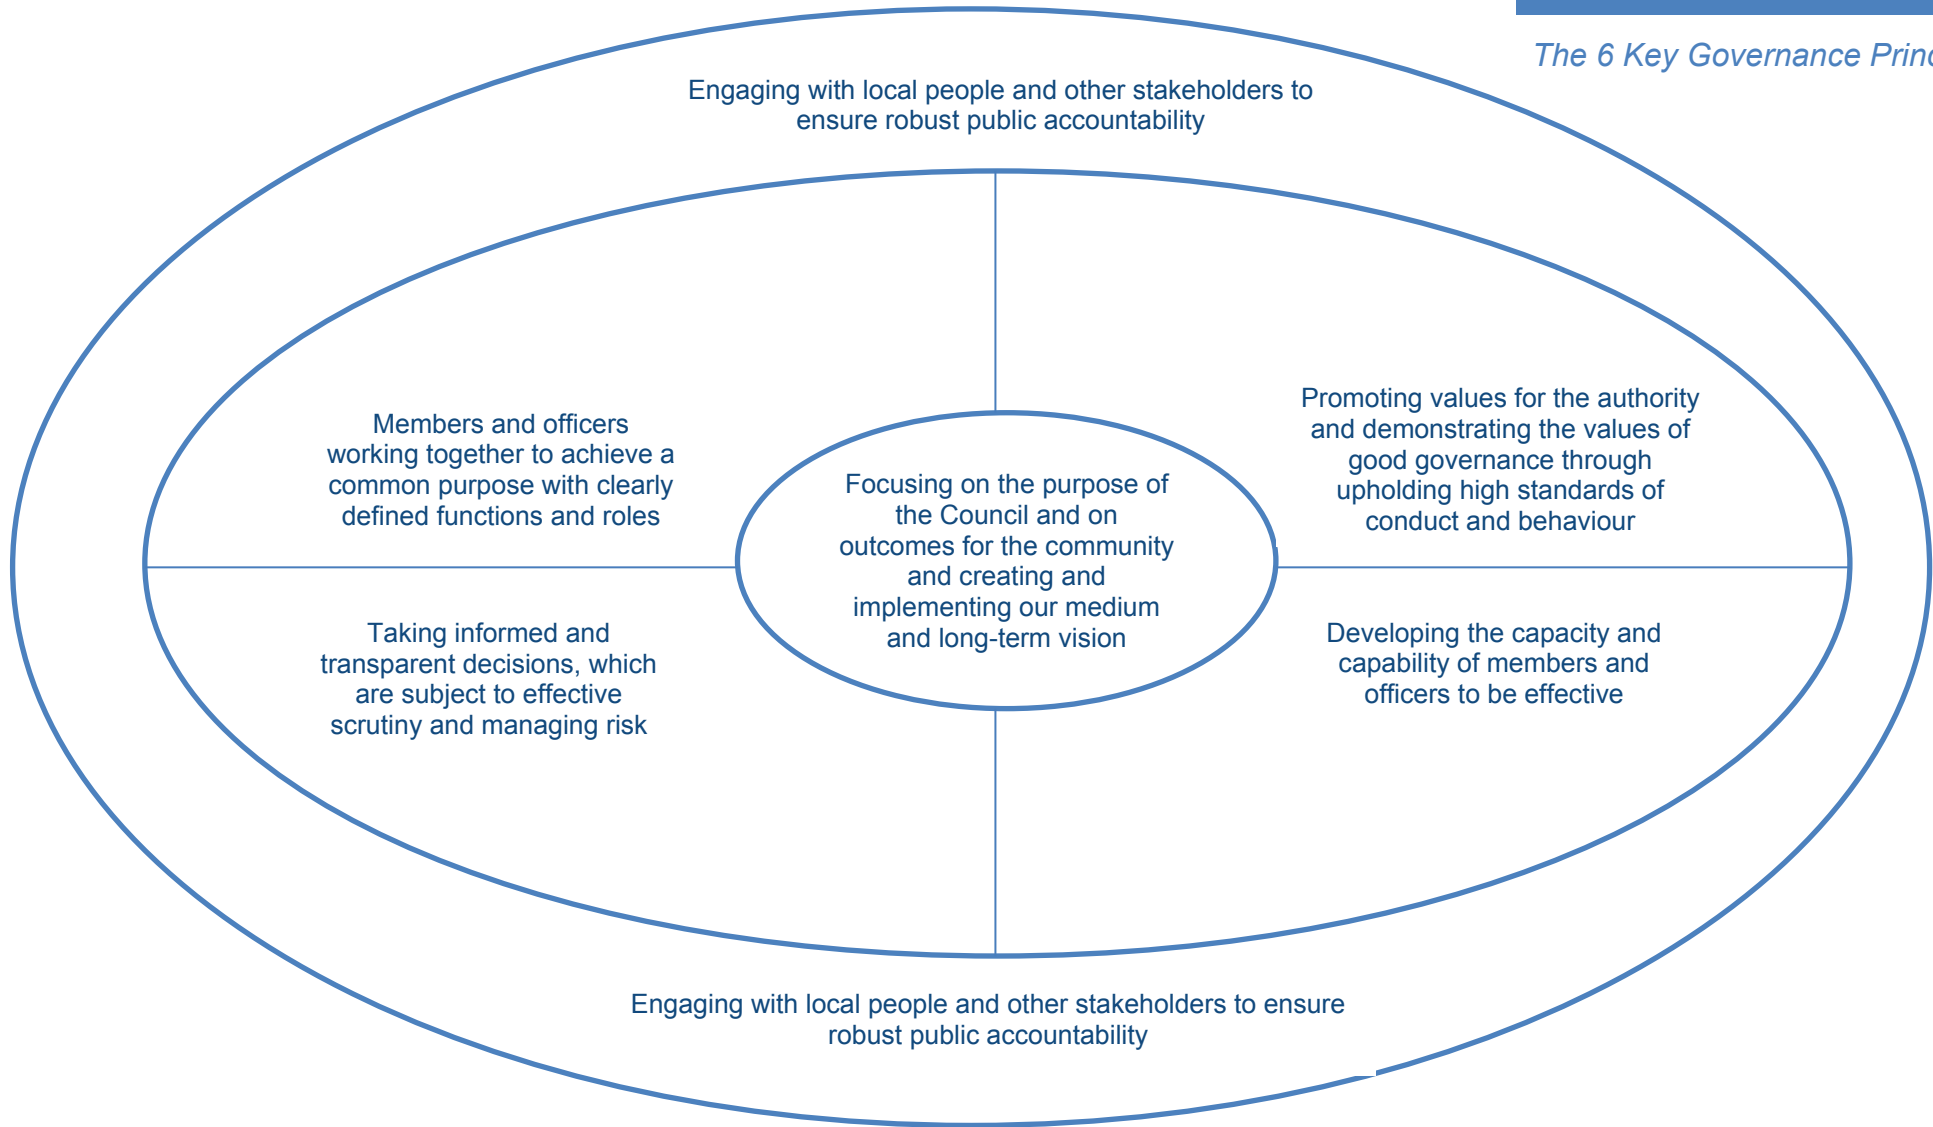 The 6 Key Governance Princ
Engaging with local people and other stakeholders to
ensure robust public accountability
Members and officers
working together to achieve a
common purpose with clearly
defined functions and roles
Promoting values for the authority
and demonstrating the values of
good governance through
upholding high standards of
conduct and behaviour
Focusing on the purpose of
the Council and on
outcomes for the community
and creating and
implementing our medium
and long-term vision
Taking informed and
transparent decisions, which
are subject to effective
scrutiny and managing risk
Developing the capacity and
capability of members and
officers to be effective
Engaging with local people and other stakeholders to ensure
robust public accountability